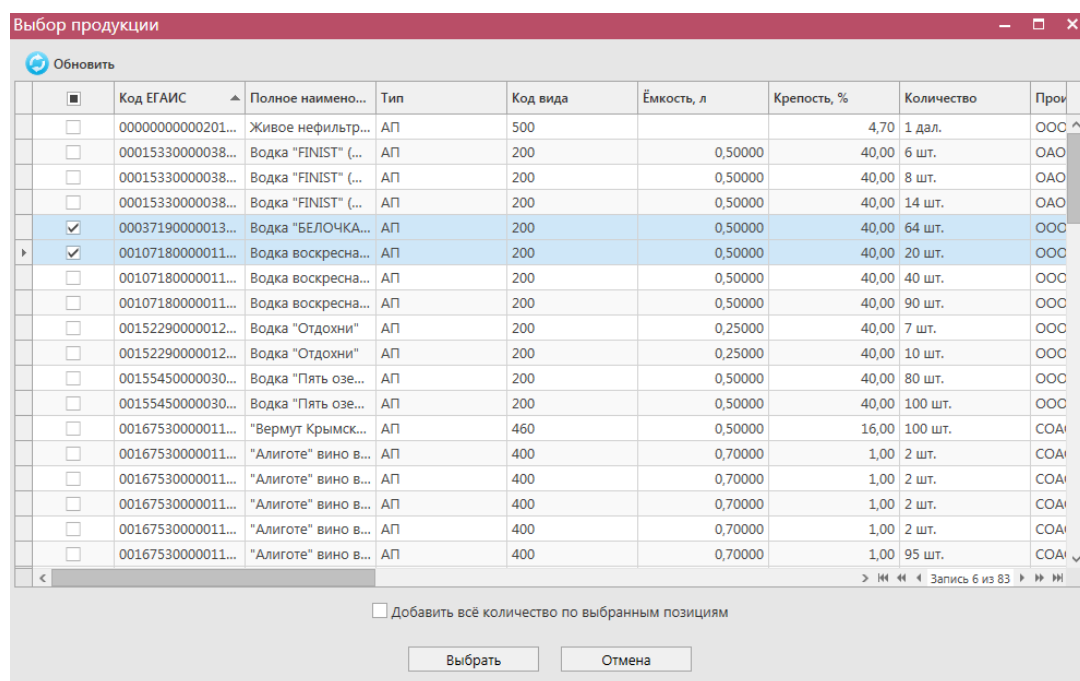 Выбор продукции
Обновить
Код ЕГАИС Полное наимено... Тип Код вида Ёмкость, л Крепость, % Количество Прои
00000000000201... Живое нефильтр... АП 500 4,70 1 дал. ООО
00015330000038... Водка "FINIST" (... АП 200 0,50000 40,00 6 шт. ОАО
00015330000038... Водка "FINIST" (... АП 200 0,50000 40,00 8 шт. ОАО
00015330000038... Водка "FINIST" (... АП 200 0,50000 40,00 14 шт. ОАО
00037190000013... Водка "БЕЛОЧКА... АП 200 0,50000 40,00 64 шт. ООО
00107180000011... Водка воскресна... АП 200 0,50000 40,00 20 шт. ООО
00107180000011... Водка воскресна... АП 200 0,50000 40,00 40 шт. ООО
00107180000011... Водка воскресна... АП 200 0,50000 40,00 90 шт. ООО
00152290000012... Водка "Отдохни" АП 200 0,25000 40,00 7 шт. ООО
00152290000012... Водка "Отдохни" АП 200 0,25000 40,00 10 шт. ООО
00155450000030... Водка "Пять озе... АП 200 0,50000 40,00 80 шт. ООО
00155450000030... Водка "Пять озе... АП 200 0,50000 40,00 100 шт. ООО
00167530000011... "Вермут Крымск... АП 460 0,50000 16,00 100 шт. СОА
00167530000011... "Алиготе" вино в... АП 400 0,70000 1,00 2 шт. СОА
00167530000011... "Алиготе" вино в... АП 400 0,70000 1,00 2 шт. СОА
00167530000011... "Алиготе" вино в... АП 400 0,70000 1,00 2 шт. СОА
00167530000011... "Алиготе" вино в... АП 400 0,70000 1,00 2 шт. СОА
00167530000011... "Алиготе" вино в... АП 400 0,70000 1,00 95 шт. СОА
Запись 6 из 83
Добавить всё количество по выбранным позициям
Выбрать Отмена